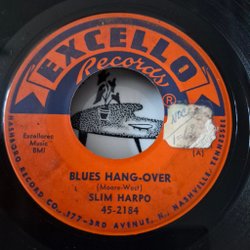 EXCELLO
Records
®
Excellorec
Music
BMI
(A)
BLUES HANG-OVER
(Moore-West)
SLIM HARPO
45-2184
NASHBORO RECORD CO., 177-3RD AVENUE, N., NASHVILLE, TENNESSEE